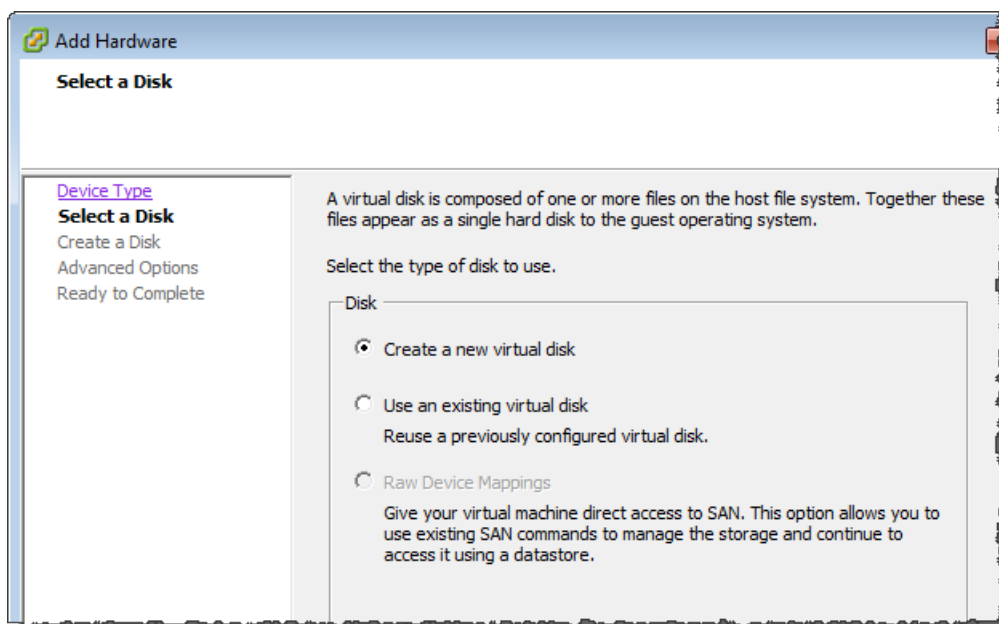 Add Hardware
Select a Disk
Device Type
Select a Disk
Create a Disk
Advanced Options
Ready to Complete
A virtual disk is composed of one or more files on the host file system. Together these
files appear as a single hard disk to the guest operating system.
Select the type of disk to use.
Disk
Create a new virtual disk
Use an existing virtual disk
Reuse a previously configured virtual disk.
Raw Device Mappings
Give your virtual machine direct access to SAN. This option allows you to
use existing SAN commands to manage the storage and continue to
access it using a datastore.